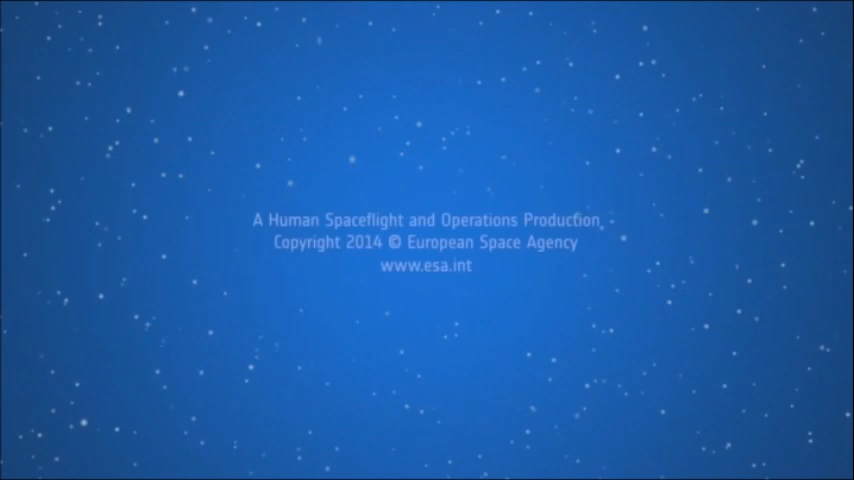 A Human Spaceflight and Operations Production
Copyright 2014 © European Space Agency
www.esa.int